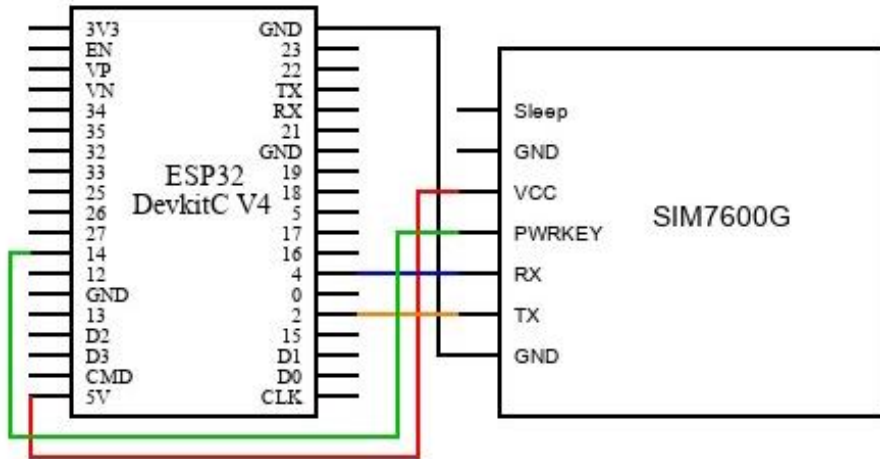 3V3
EN
VP
VN
34
35
32
33
25
26
27
14
12
GND
13
D2
D3
CMD
5V
ESP32
DevkitC V4
GND
23
22
TX
RX
21
GND
19
18
5
17
16
4
0
2
15
D1
D0
CLK
Sleep
GND
VCC
PWRKEY
RX
TX
GND
SIM7600G